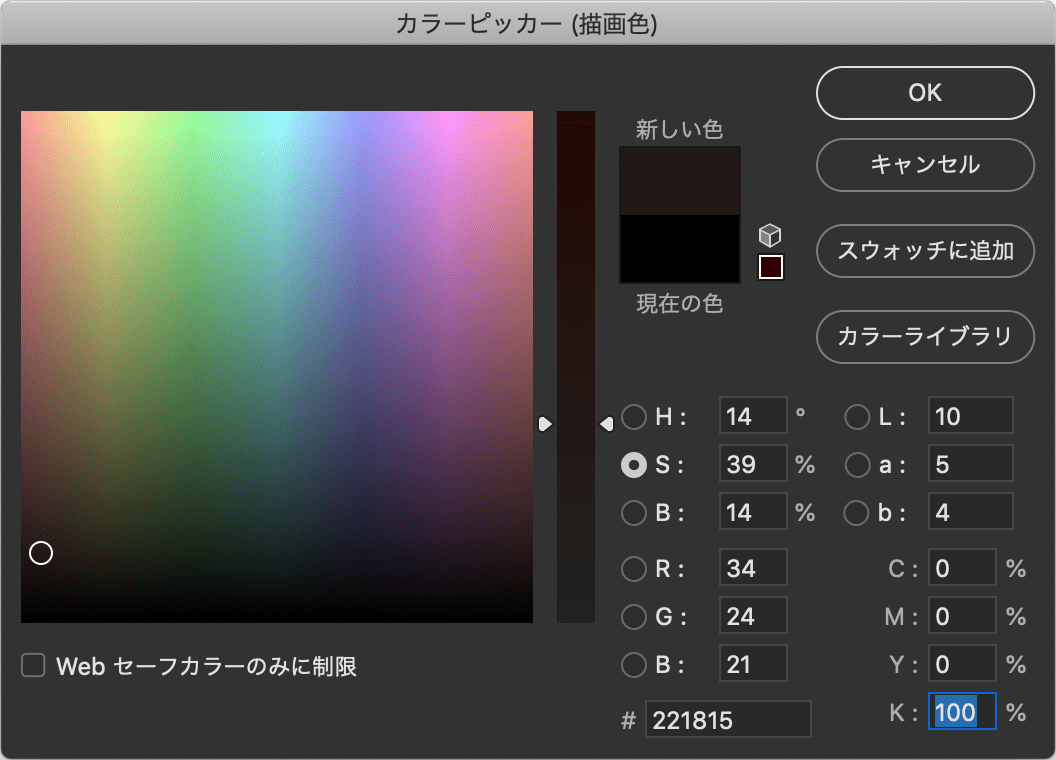 カラーピッカー (描画色)
OK
キャンセル
スウォッチに追加
カラーライブラリ
新しい色
現在の色
H : 14 °
S : 39 %
B : 14 %
R : 34
G : 24
B : 21
# 221815
L : 10
a : 5
b : 4
C : 0 %
M : 0 %
Y : 0 %
K : 100 %
Web セーフカラーのみに制限